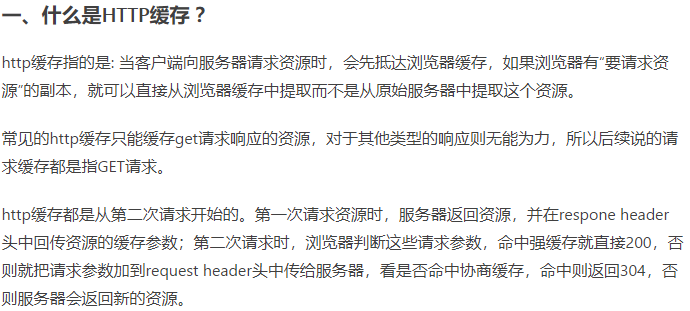 一、什么是HTTP缓存？
http缓存指的是: 当客户端向服务器请求资源时，会先抵达浏览器缓存，如果浏览器有“要请求资
源”的副本，就可以直接从浏览器缓存中提取而不是从原始服务器中提取这个资源。
常见的http缓存只能缓存get请求响应的资源，对于其他类型的响应则无能为力，所以后续说的请
求缓存都是指GET请求。
http缓存都是从第二次请求开始的。第一次请求资源时，服务器返回资源，并在respone header
头中回传资源的缓存参数；第二次请求时，浏览器判断这些请求参数，命中强缓存就直接200，否
则就把请求参数加到request header头中传给服务器，看是否命中协商缓存，命中则返回304，否
则服务器会返回新的资源。